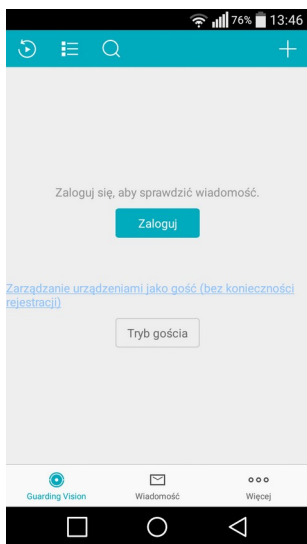 76% 13:46
Zaloguj się, aby sprawdzić wiadomość.
Zaloguj
Zarządzanie urządzeniami jako gość (bez konieczności
rejestracji)
Tryb gościa
Guarding Vision Wiadomość Więcej